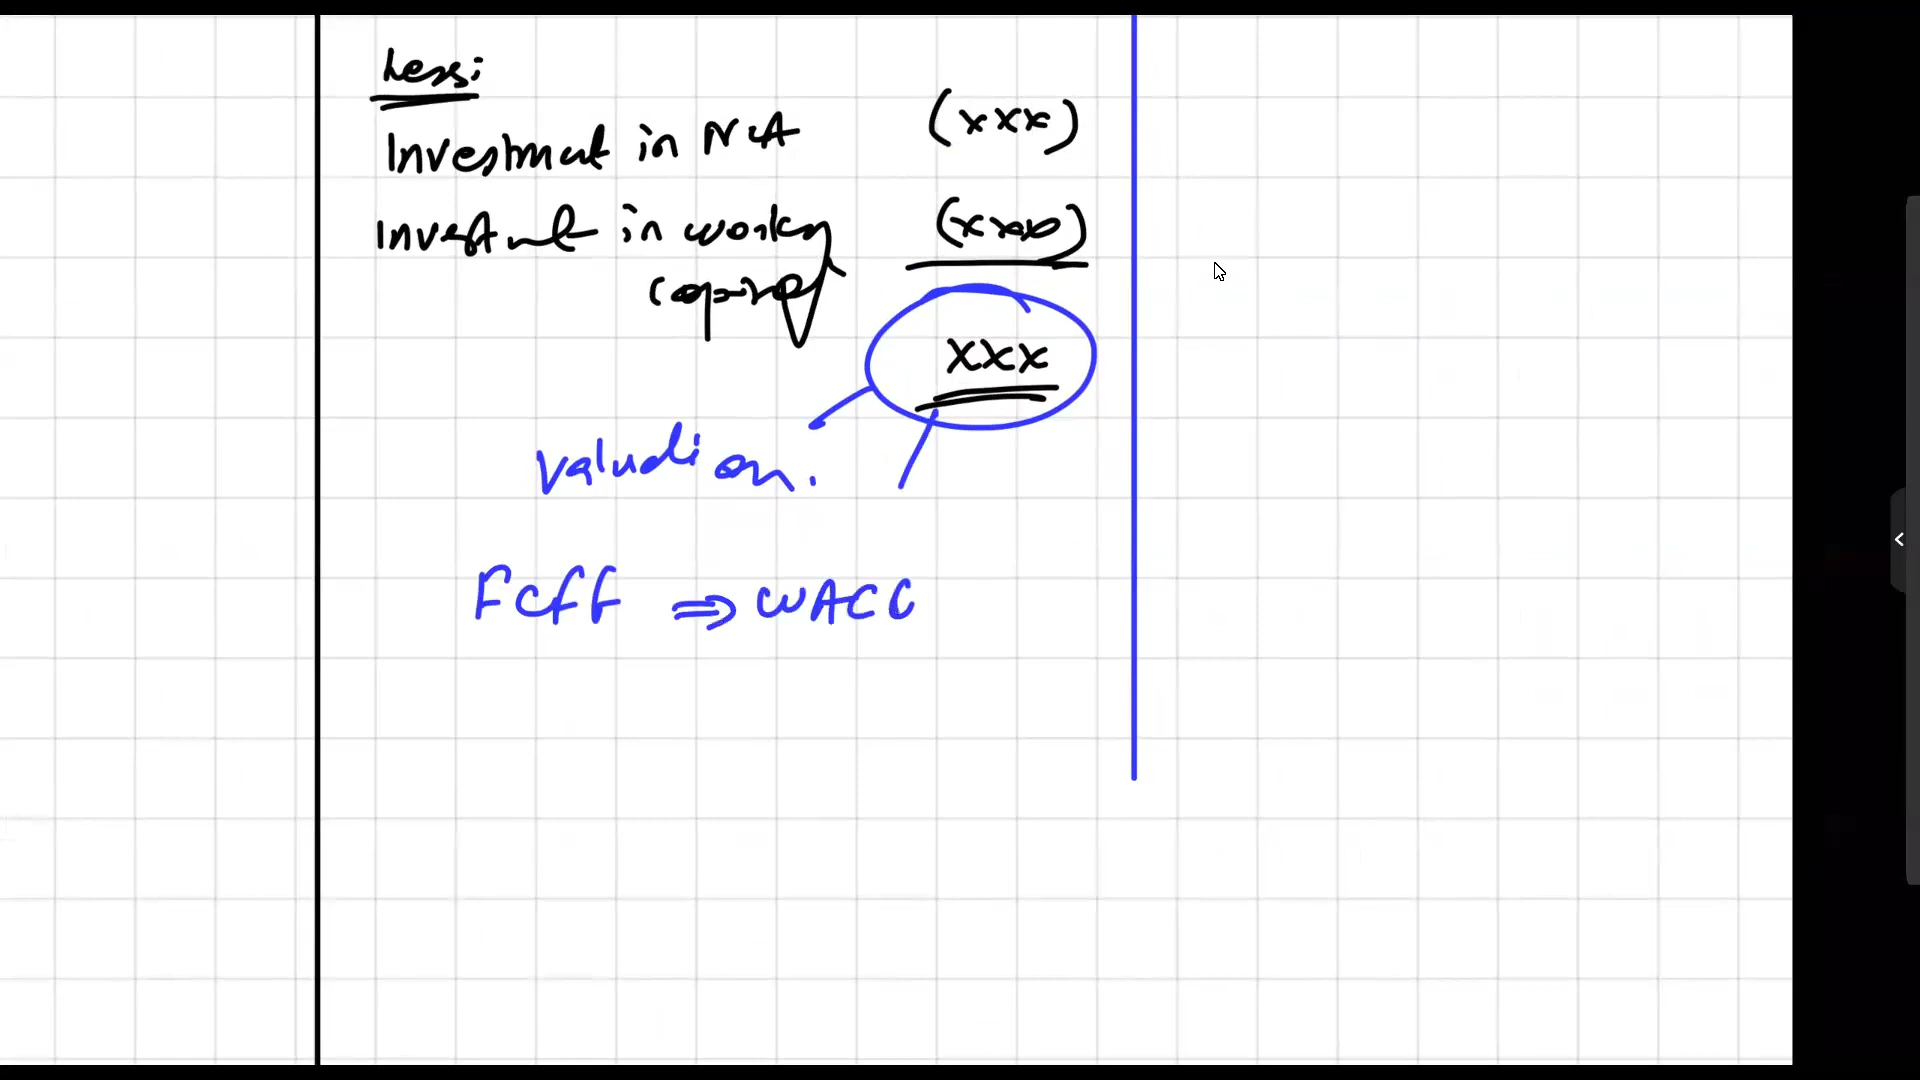 Less:
Investment in NCA (xxx)
Investment in working (xxx)
capital
xxx
Valuation.
FCFF ⇒ WACC